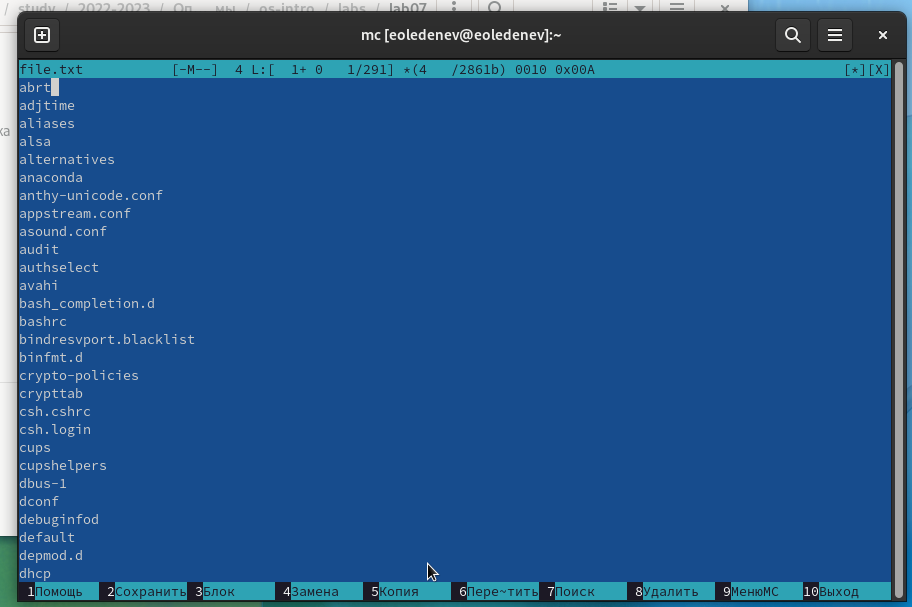 / study / 2022-2023 / Оп… мы / os-intro / labs / lab07
mc [eoledenev@eoledenev]:~
ка
file.txt [-M--] 4 L:[ 1+ 0 1/291] *(4 /2861b) 0010 0x00A [*][X]
abrt
adjtime
aliases
alsa
alternatives
anaconda
anthy-unicode.conf
appstream.conf
asound.conf
audit
authselect
avahi
bash_completion.d
bashrc
bindresvport.blacklist
binfmt.d
crypto-policies
crypttab
csh.cshrc
csh.login
cups
cupshelpers
dbus-1
dconf
debuginfod
default
depmod.d
dhcp
1Помощь 2Сохранить 3Блок 4Замена 5Копия 6Пере~тить 7Поиск 8Удалить 9МенюMC 10Выход